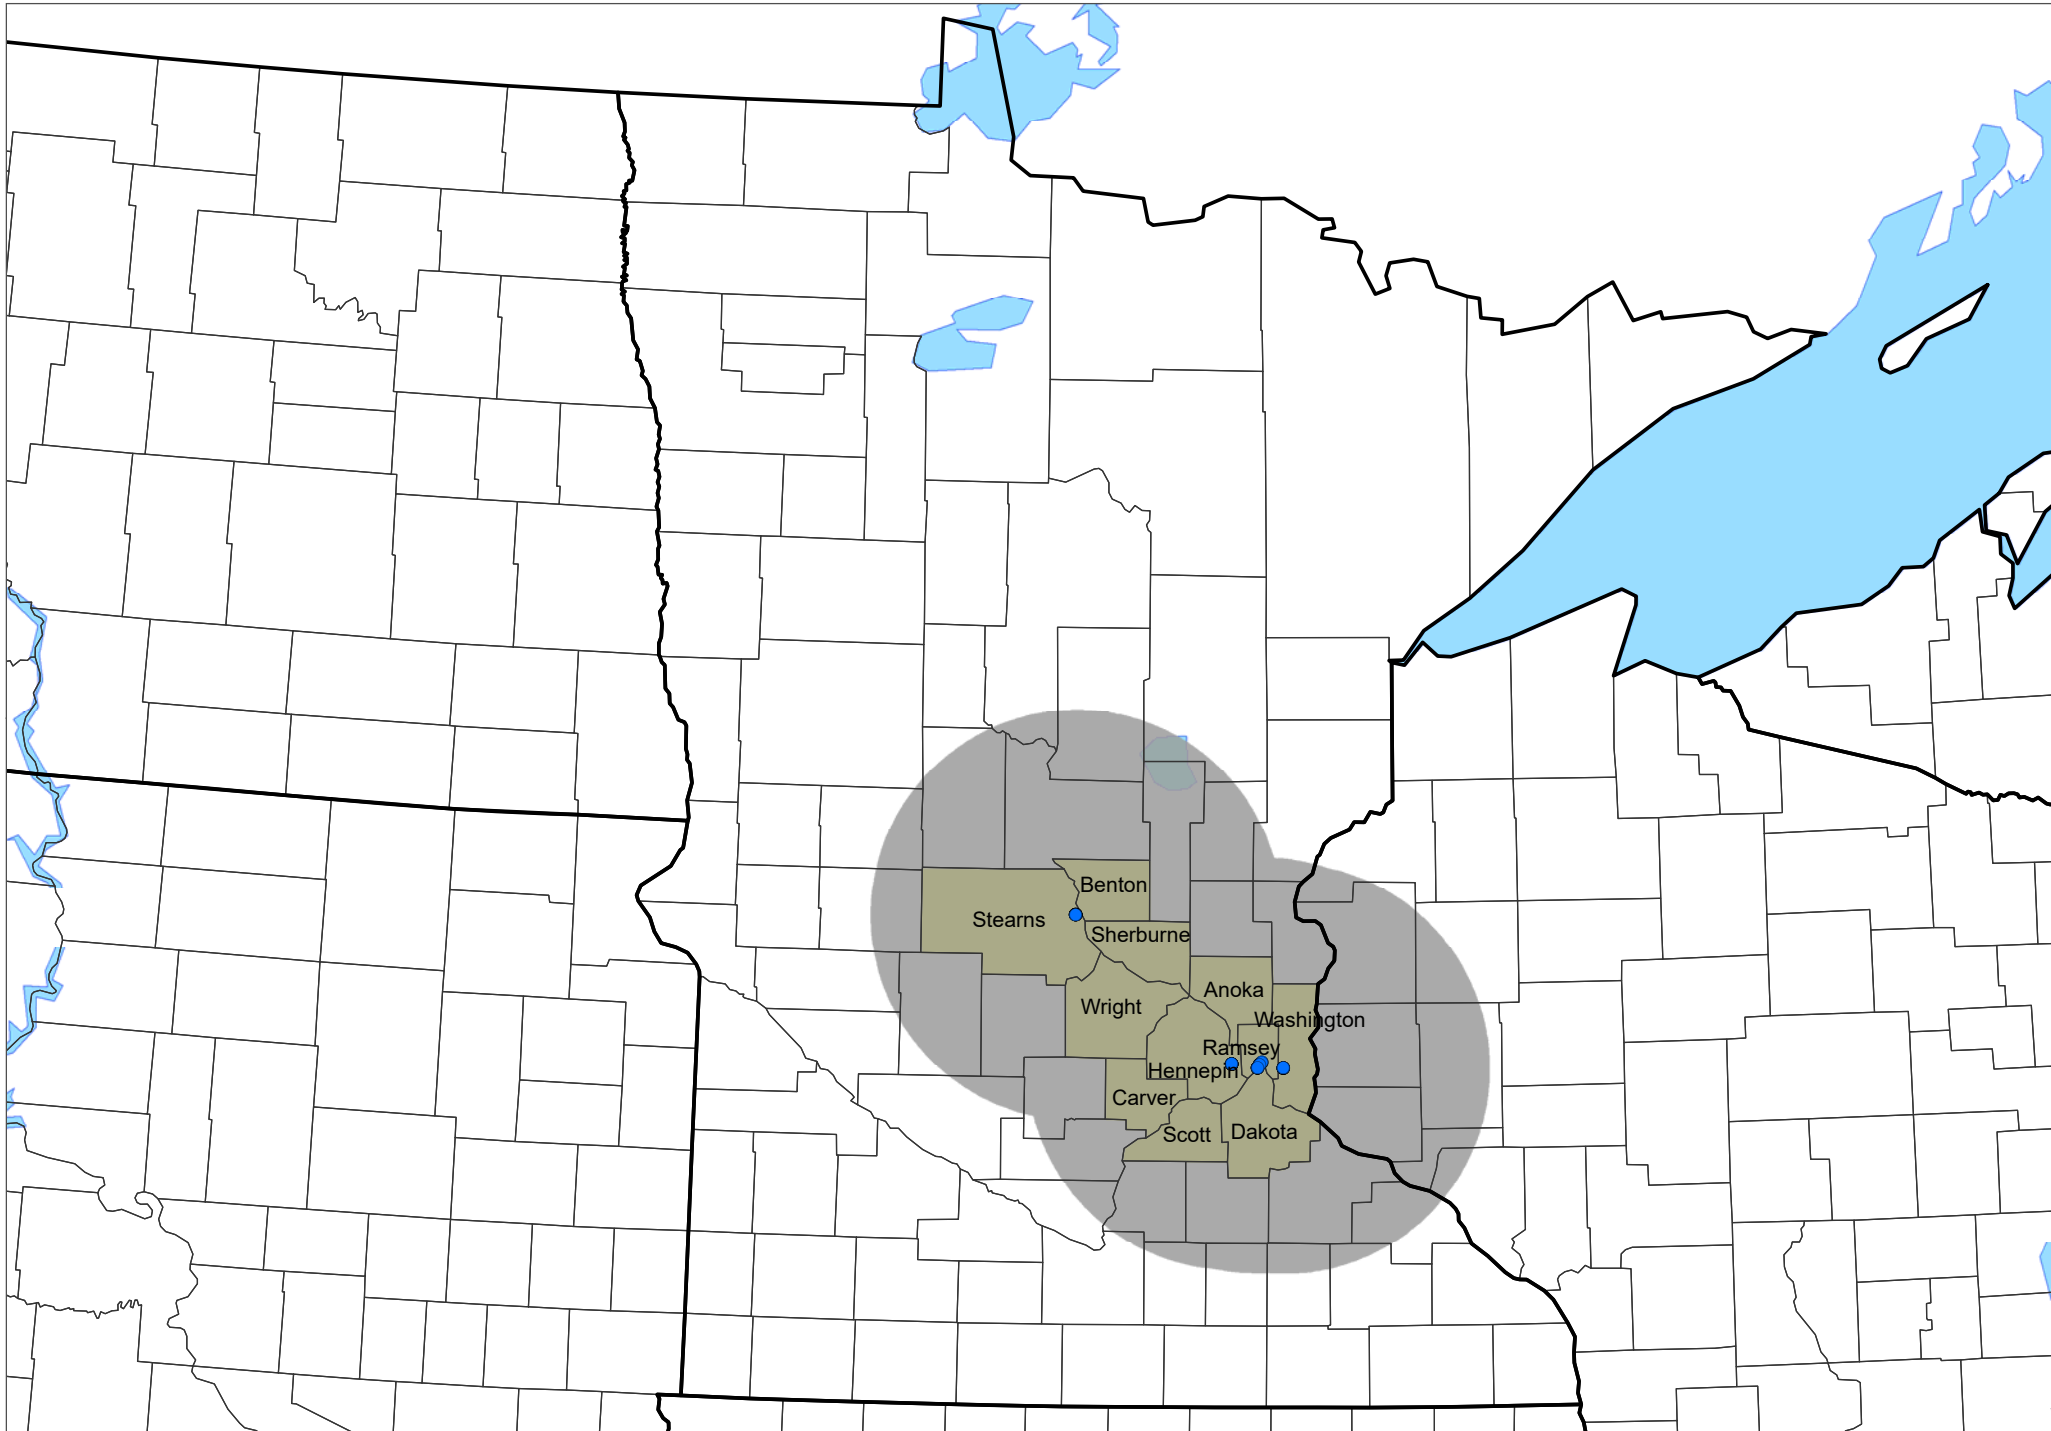 Benton
Stearns
Sherburne
Anoka
Wright
Washington
Ramsey
Hennepin
Carver
Scott
Dakota